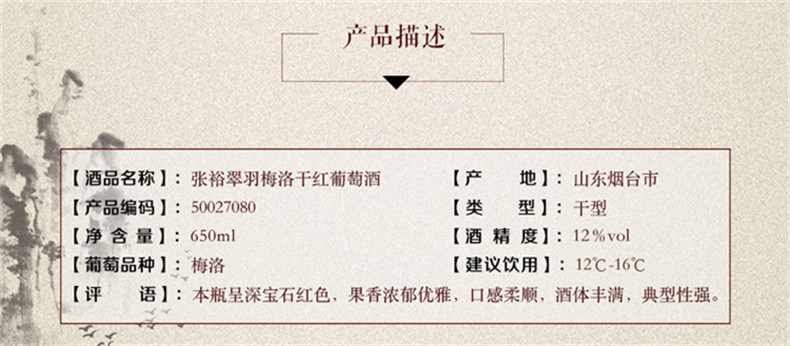 产品描述
【酒品名称】：张裕翠羽梅洛干红葡萄酒 【产 地】：山东烟台市
【产品编码】：50027080 【类 型】：干型
【净 含 量】：650ml 【酒 精 度】：12%vol
【葡萄品种】：梅洛 【建议饮用】：12℃-16℃
【评 语】：本瓶呈深宝石红色，果香浓郁优雅，口感柔顺，酒体丰满，典型性强。